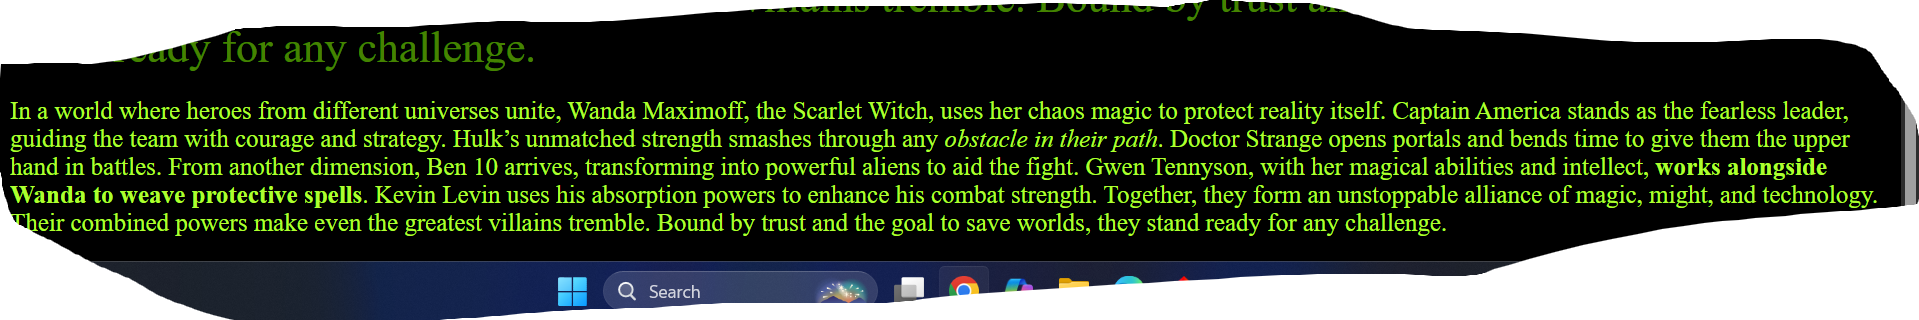 tremble. Bound by trust
for any challenge.
In a world where heroes from different universes unite, Wanda Maximoff, the Scarlet Witch, uses her chaos magic to protect reality itself. Captain America stands as the fearless leader,
guiding the team with courage and strategy. Hulk’s unmatched strength smashes through any obstacle in their path. Doctor Strange opens portals and bends time to give them the upper
hand in battles. From another dimension, Ben 10 arrives, transforming into powerful aliens to aid the fight. Gwen Tennyson, with her magical abilities and intellect, works alongside
Wanda to weave protective spells. Kevin Levin uses his absorption powers to enhance his combat strength. Together, they form an unstoppable alliance of magic, might, and technology.
Their combined powers make even the greatest villains tremble. Bound by trust and the goal to save worlds, they stand ready for any challenge.
Search